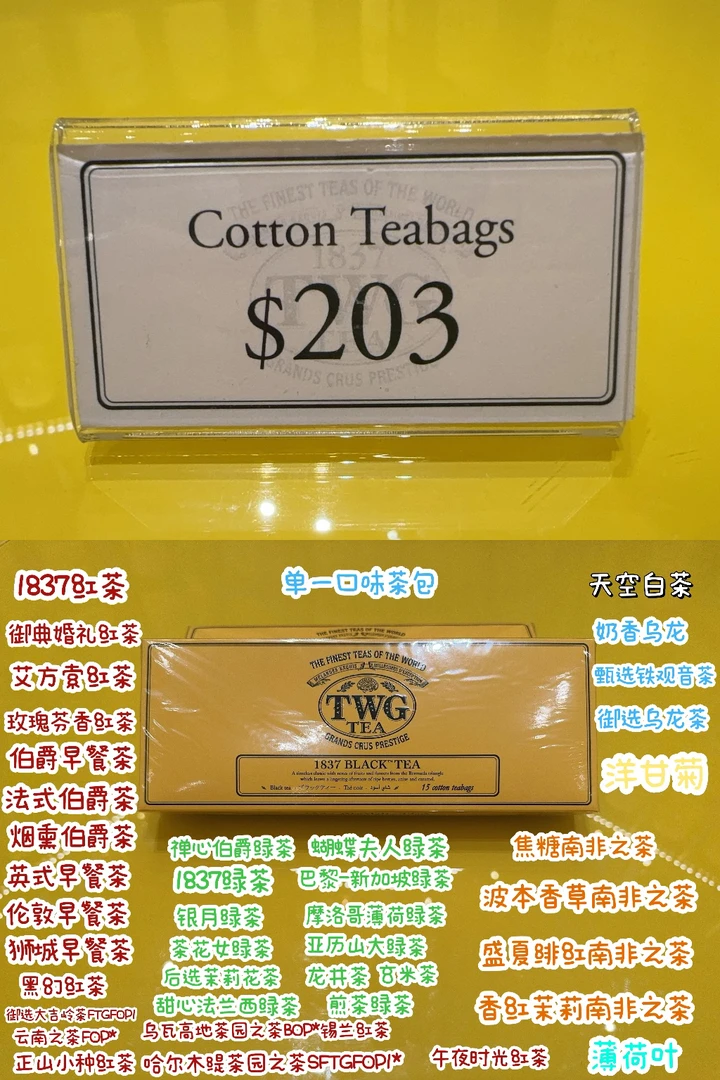 THE FINEST TEAS OF THE WORLD
Cotton Teabags
1837
TWG
TEA
$203
GRANDS CRUS PRESTIGE
1837红茶
单一口味茶包
天空白茶
御典婚礼红茶
奶香乌龙
艾方索红茶
甄选铁观音茶
玫瑰芬香红茶
御选乌龙茶
伯爵早餐茶
洋甘菊
法式伯爵茶
THE FINEST TEAS OF THE WORLD
THE FINEST TEAS OF THE WORLD
TWG
TEA
GRANDS CRUS PRESTIGE
1837 BLACK TEA
Black tea
15 cotton teabags
烟熏伯爵茶
禅心伯爵绿茶
蝴蝶夫人绿茶
焦糖南非之茶
英式早餐茶
1837绿茶
巴黎-新加坡绿茶
波本香草南非之茶
伦敦早餐茶
银月绿茶
摩洛哥薄荷绿茶
狮城早餐茶
茶花女绿茶
亚历山大绿茶
盛夏绯红南非之茶
黑幻红茶
后选茉莉花茶
龙井茶 玄米茶
御选大吉岭茶FTGFOP1
甜心法兰西绿茶
煎茶绿茶
香红茉莉南非之茶
云南之茶FOP*
乌瓦高地茶园之茶BOP*锡兰红茶
正山小种红茶
哈尔木缇茶园之茶SFTGFOP1*
午夜时光红茶
薄荷叶